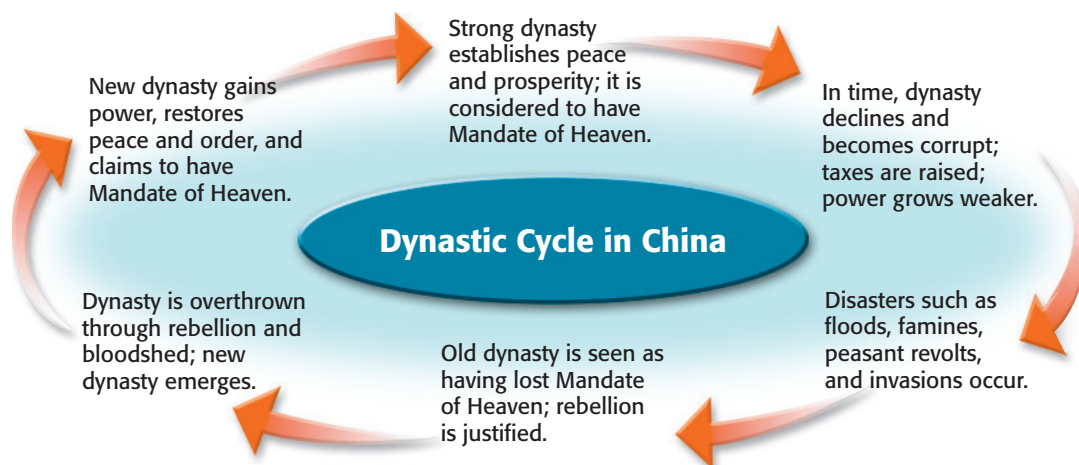 Strong dynasty
establishes peace
and prosperity; it is
considered to have
Mandate of Heaven.
In time, dynasty
declines and
becomes corrupt;
taxes are raised;
power grows weaker.
Disasters such as
floods, famines,
peasant revolts,
and invasions occur.
Old dynasty is seen as
having lost Mandate
of Heaven; rebellion
is justified.
Dynasty is overthrown
through rebellion and
bloodshed; new
dynasty emerges.
New dynasty gains
power, restores
peace and order, and
claims to have
Mandate of Heaven.
Dynastic Cycle in China